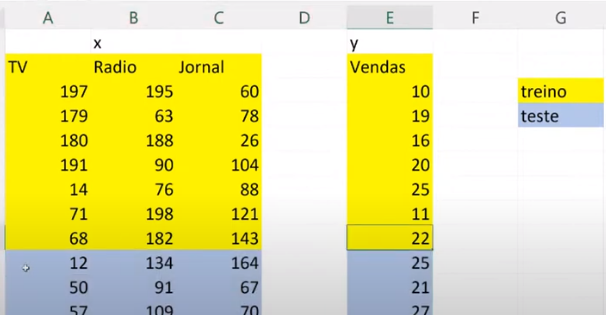 A B C D E F G
x y
TV Radio Jornal Vendas
197 195 60 10 treino
179 63 78 19 teste
180 188 26 16
191 90 104 20
14 76 88 25
71 198 121 11
68 182 143 22
12 134 164 25
50 91 67 21
57 109 70 27